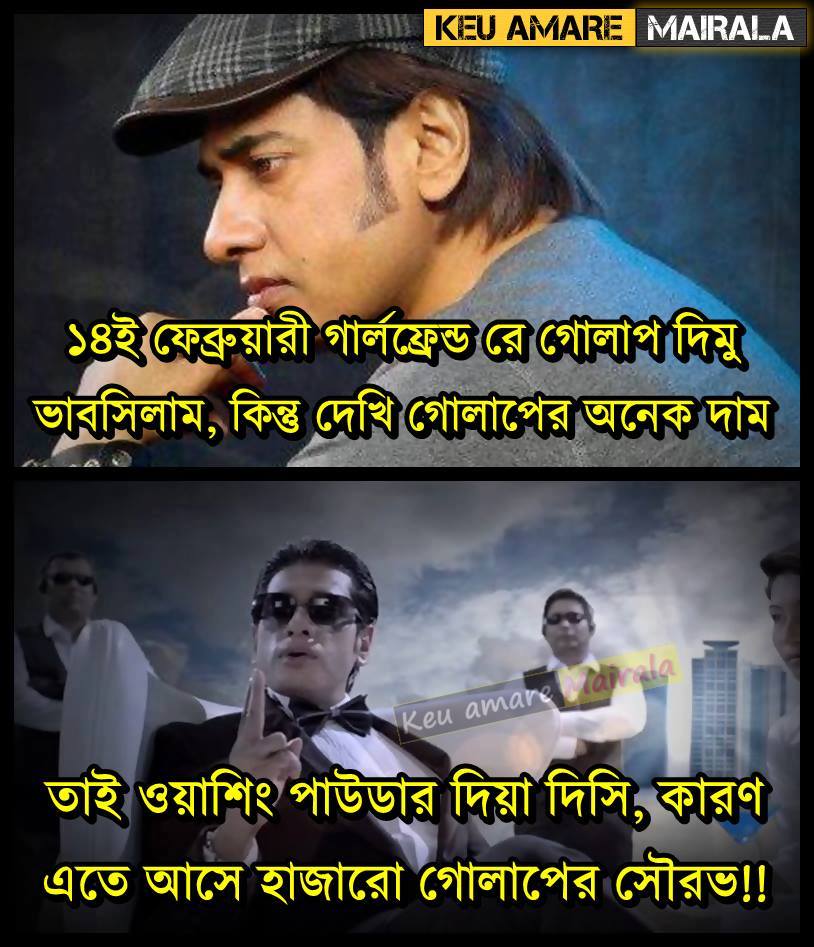 KEU AMARE MAIRALA
১৪ই ফেব্রুয়ারী গার্লফ্রেন্ড রে গোলাপ দিমু
ভাবসিলাম, কিন্তু দেখি গোলাপের অনেক দাম
Keu amare Mairala
তাই ওয়াশিং পাউডার দিয়া দিসি, কারণ
এতে আসে হাজারো গোলাপের সৌরভ!!